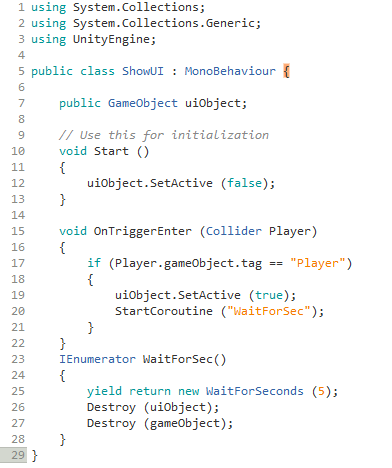 1 using System.Collections;
2 using System.Collections.Generic;
3 using UnityEngine;
4
5 public class ShowUI : MonoBehaviour {
6
7     public GameObject uiObject;
8
9     // Use this for initialization
10     void Start ()
11     {
12         uiObject.SetActive (false);
13     }
14
15     void OnTriggerEnter (Collider Player)
16     {
17         if (Player.gameObject.tag == "Player")
18         {
19             uiObject.SetActive (true);
20             StartCoroutine ("WaitForSec");
21         }
22     }
23     IEnumerator WaitForSec()
24     {
25         yield return new WaitForSeconds (5);
26         Destroy (uiObject);
27         Destroy (gameObject);
28     }
29 }